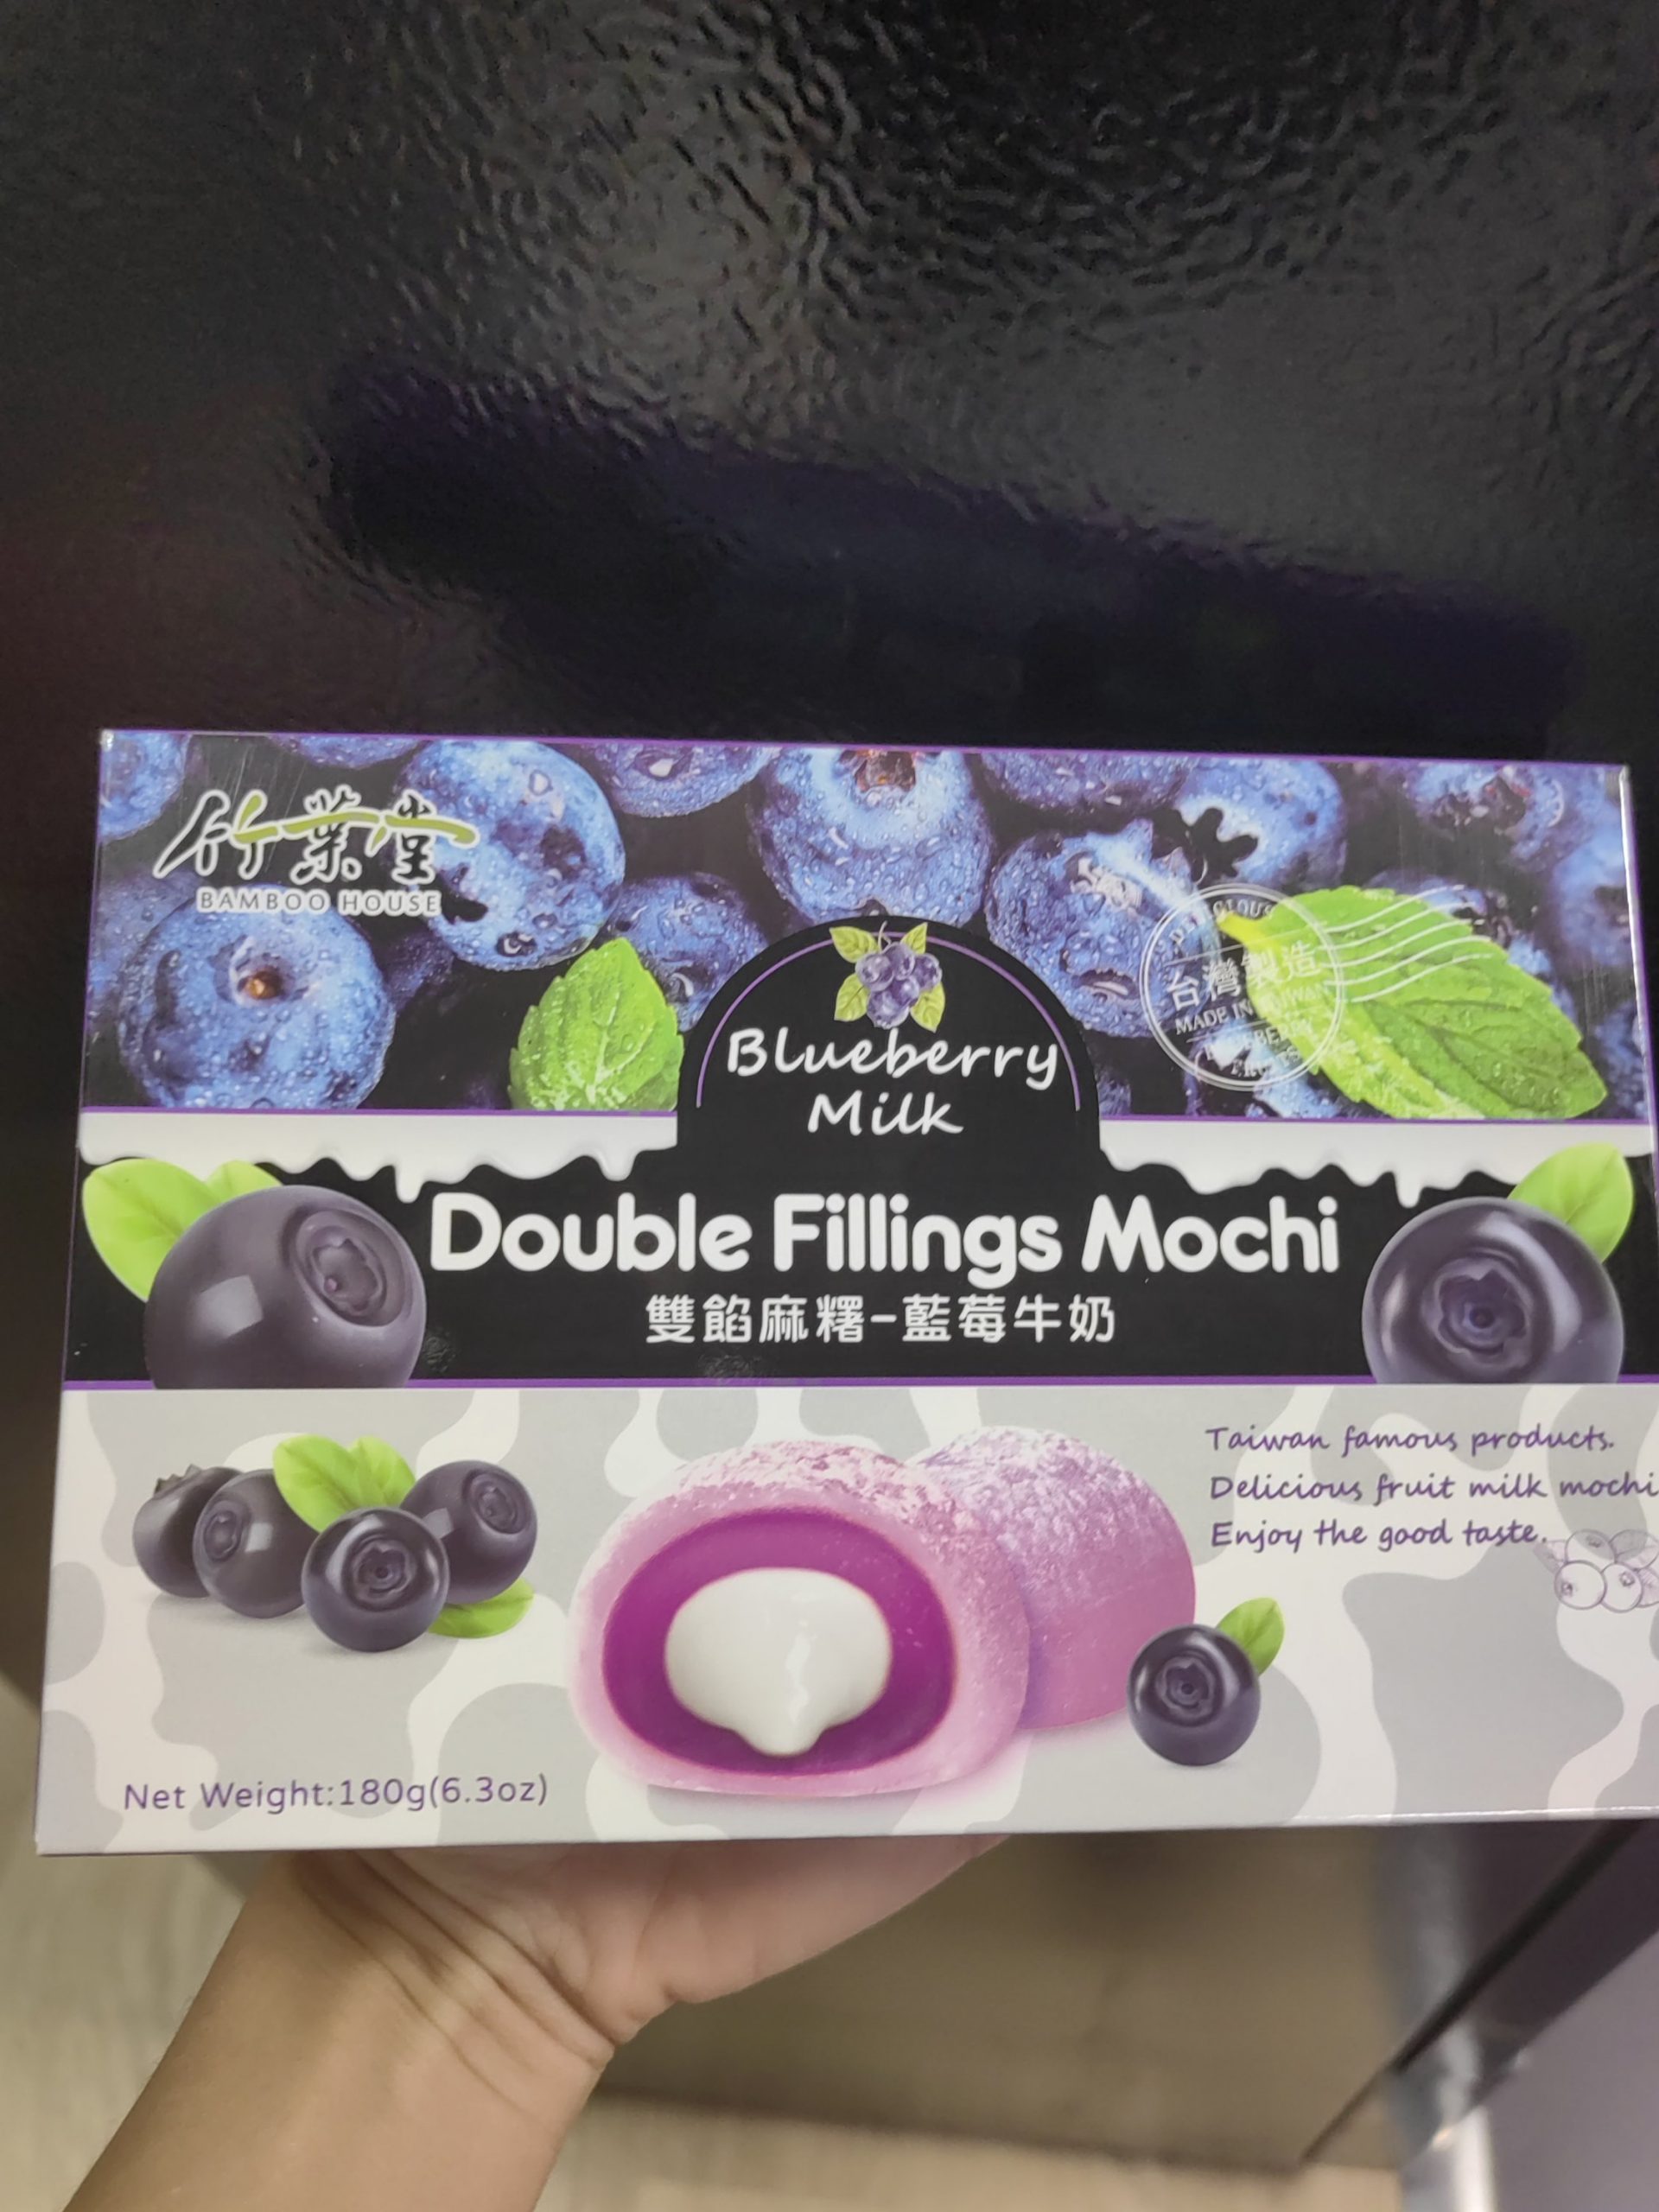 竹葉堂
BAMBOO HOUSE
DELICIOUS
台灣製造
MADE IN TAIWAN
BLUEBERRY
Blueberry
Milk
Double Fillings Mochi
雙餡麻糬-藍莓牛奶
Taiwan famous products.
Delicious fruit milk mochi
Enjoy the good taste.
Net Weight:180g(6.3oz)